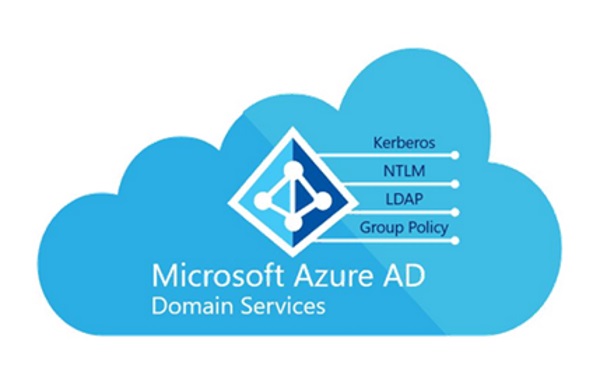 Kerberos
NTLM
LDAP
Group Policy
Microsoft Azure AD
Domain Services